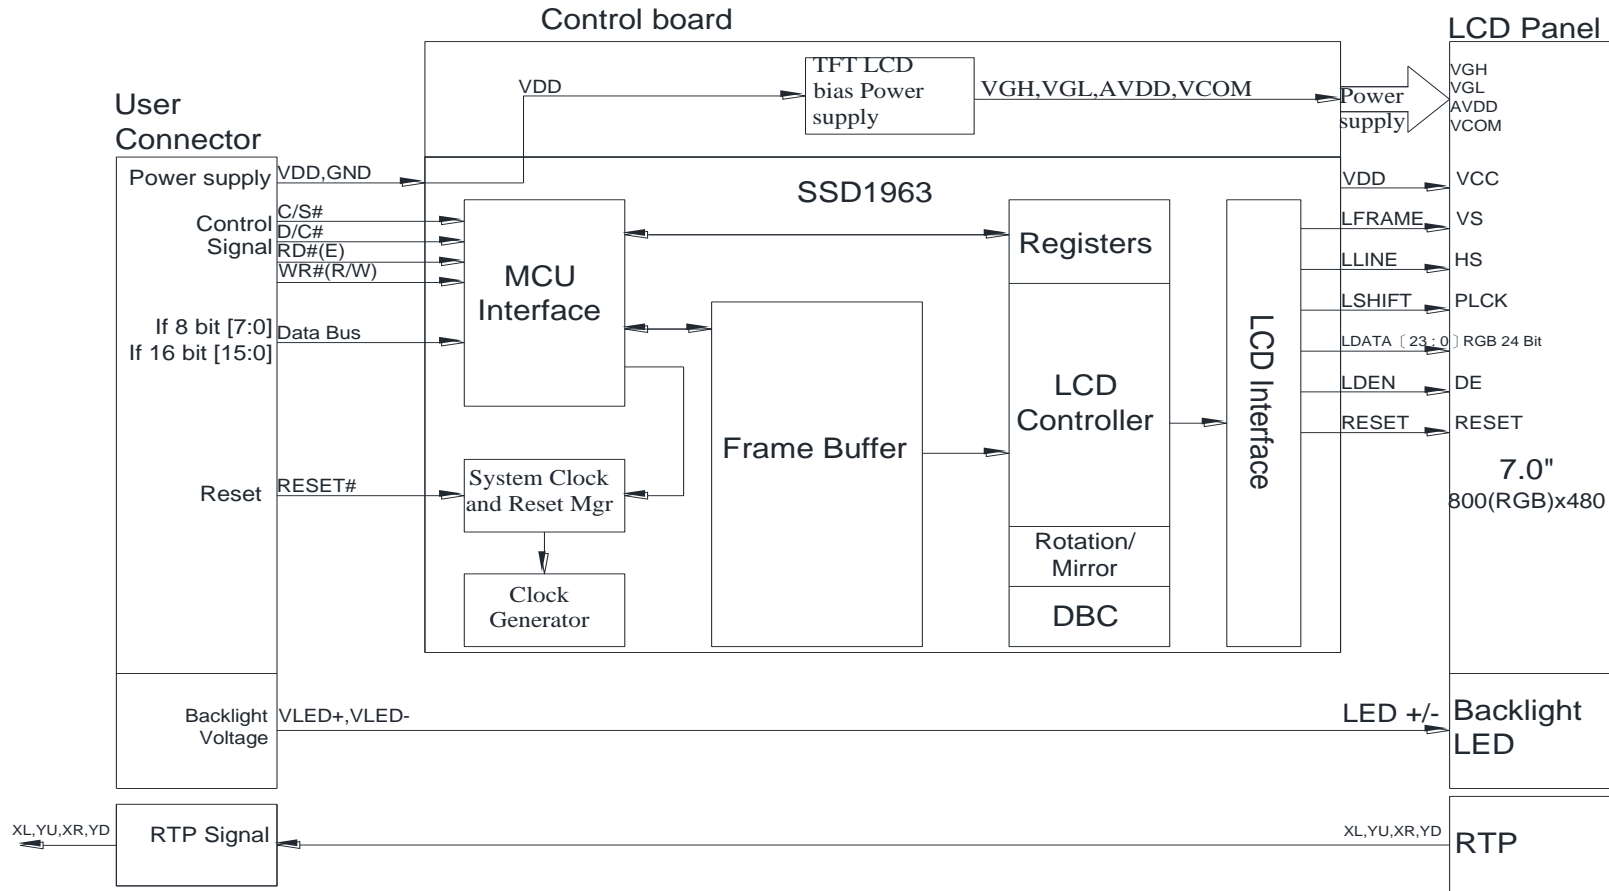 Control board
LCD Panel
TFT LCD
bias Power
supply
VDD
VGH,VGL,AVDD,VCOM
Power
supply
VGH
VGL
AVDD
VCOM
User
Connector
Power supply
VDD,GND
SSD1963
VDD
VCC
Control
Signal
C/S#
D/C#
RD#(E)
WR#(R/W)
MCU
Interface
Registers
LFRAME
VS
LLINE
HS
LSHIFT
PLCK
If 8 bit [7:0]
If 16 bit [15:0]
Data Bus
LCD Interface
LDATA〔23:0〕RGB 24 Bit
LCD
Controller
LDEN
DE
RESET
RESET
Frame Buffer
7.0"
800(RGB)x480
Reset
RESET#
System Clock
and Reset Mgr
Rotation/
Mirror
Clock
Generator
DBC
Backlight
Voltage
VLED+,VLED-
LED +/-
Backlight
LED
XL,YU,XR,YD
RTP Signal
XL,YU,XR,YD
RTP